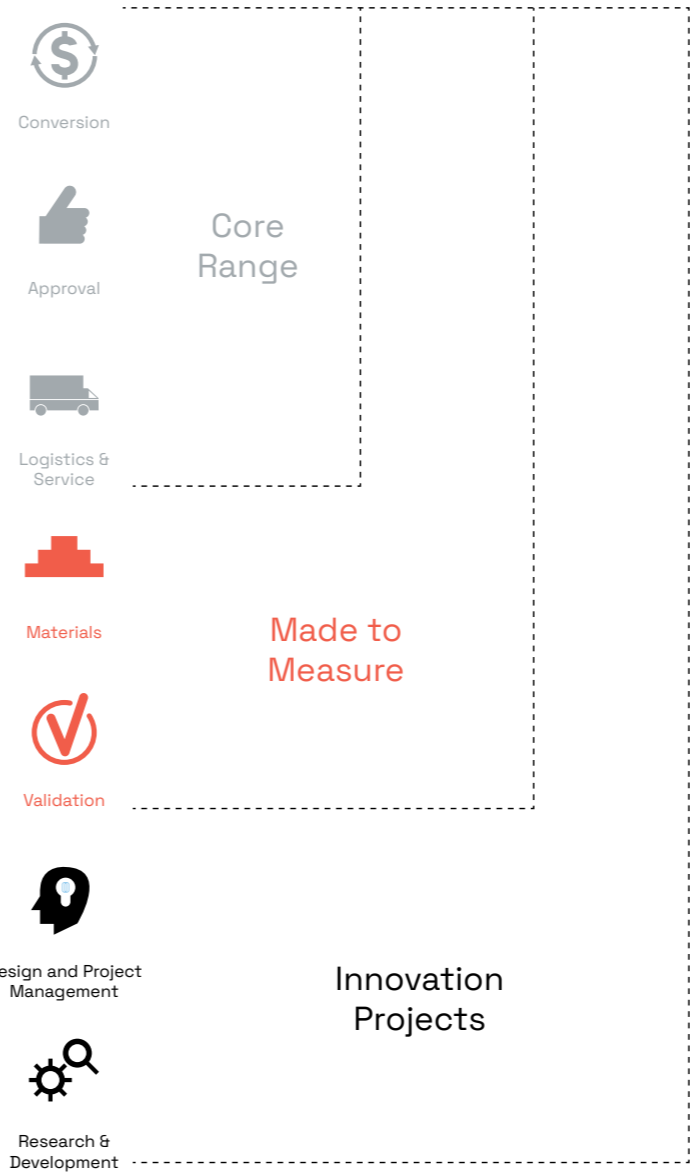 Conversion
Core
Range
Approval
Logistics &
Service
Made to
Measure
Materials
Validation
esign and Project
Management
Innovation
Projects
Research &
Development